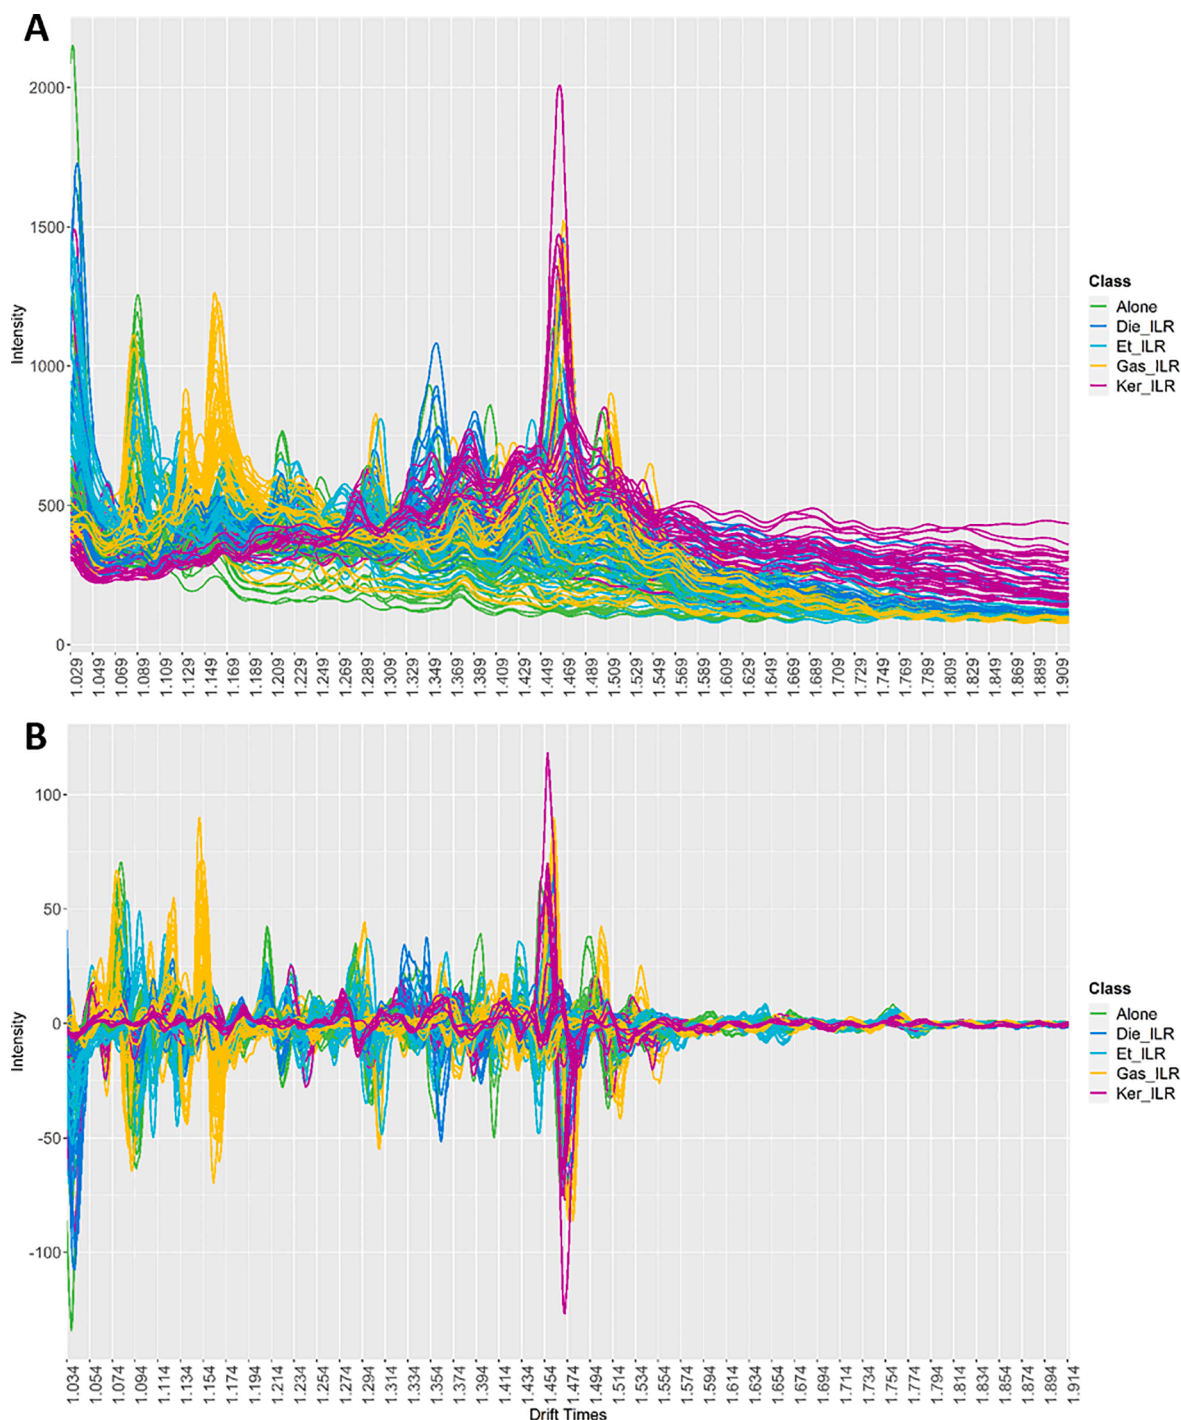 A
2000
1500
1000
500
0
Intensity
1.029 1.049 1.069 1.089 1.109 1.129 1.149 1.169 1.189 1.209 1.229 1.249 1.269 1.289 1.309 1.329 1.349 1.369 1.389 1.409 1.429 1.449 1.469 1.489 1.509 1.529 1.549 1.569 1.589 1.609 1.629 1.649 1.669 1.689 1.709 1.729 1.749 1.769 1.789 1.809 1.829 1.849 1.869 1.889 1.909
Class
Alone
Die_ILR
Et_ILR
Gas_ILR
Ker_ILR
B
100
50
0
-50
-100
Intensity
1.034 1.054 1.074 1.094 1.114 1.134 1.154 1.174 1.194 1.214 1.234 1.254 1.274 1.294 1.314 1.334 1.354 1.374 1.394 1.414 1.434 1.454 1.474 1.494 1.514 1.534 1.554 1.574 1.594 1.614 1.634 1.654 1.674 1.694 1.714 1.734 1.754 1.774 1.794 1.814 1.834 1.854 1.874 1.894 1.914
Drift Times
Class
Alone
Die_ILR
Et_ILR
Gas_ILR
Ker_ILR